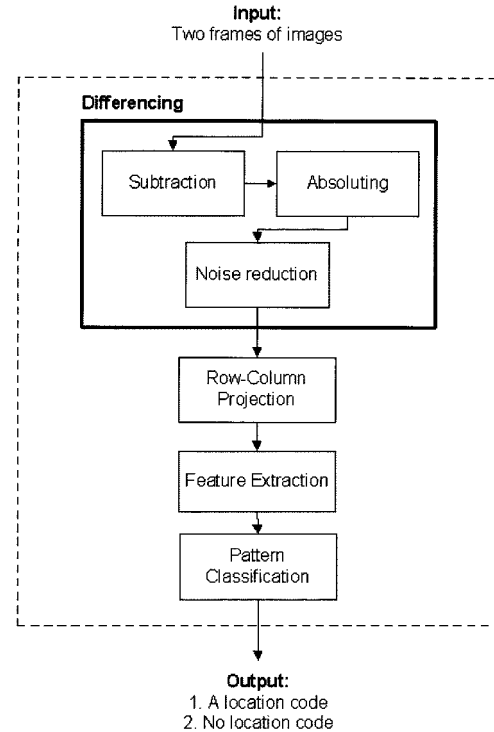 Input:
Two frames of images
Differencing
Subtraction
Absoluting
Noise reduction
Row-Column
Projection
Feature Extraction
Pattern
Classification
Output:
1. A location code
2. No location code